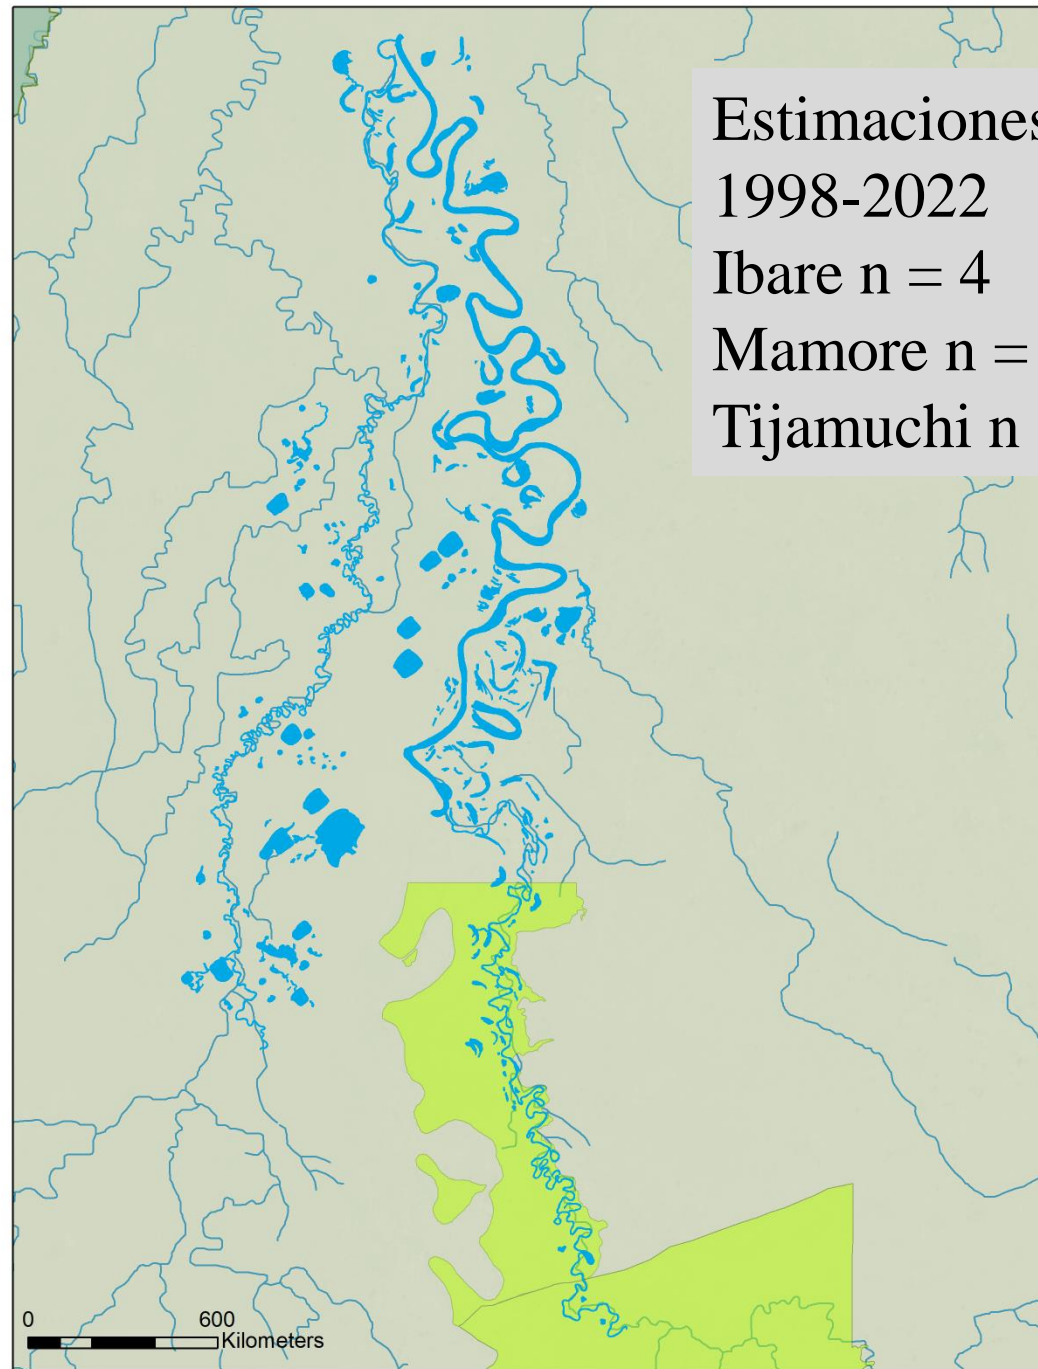 Estimaciones
1998-2022
Ibare n = 4
Mamore n =
Tijamuchi n
0 600
Kilometers